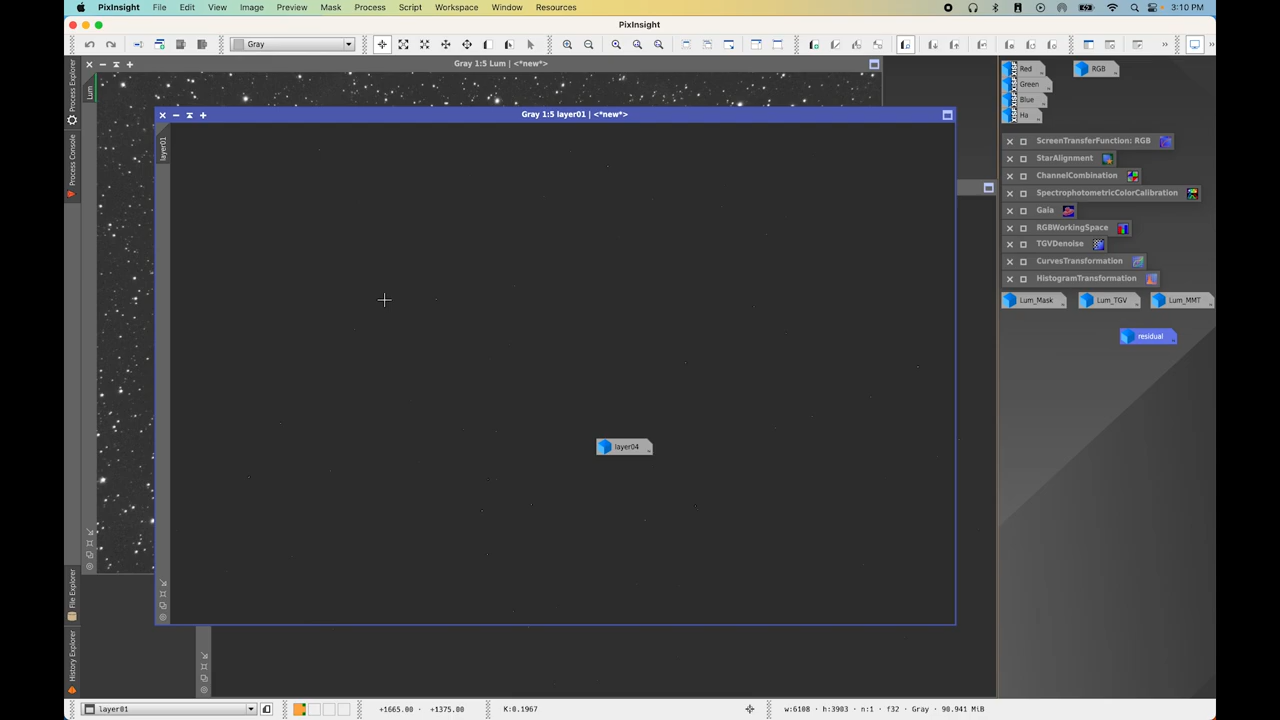 PixInsight File Edit View Image Preview Mask Process Script Workspace Window Resources 3:10 PM
PixInsight
Gray
Gray 1:5 Lum | <*new*>
Process Explorer
Process Console
File Explorer
History Explorer
Lum
Gray 1:5 layer01 | <*new*>
layer01
layer04
Red
RGB
Green
Blue
Ha
ScreenTransferFunction: RGB
StarAlignment
ChannelCombination
SpectrophotometricColorCalibration
Gaia
RGBWorkingSpace
TGVDenoise
CurvesTransformation
HistogramTransformation
Lum_Mask
Lum_TGV
Lum_MMT
residual
layer01
+1665.00 · +1375.00
K:0.1967
w:6108 · h:3903 · n:1 · f32 · Gray · 90.941 MiB